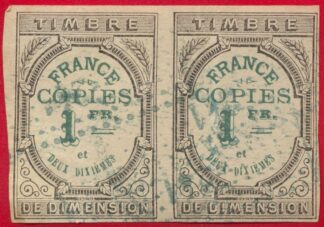 TIMBRE
FRANCE
COPIES
1 FR.
et
DEUX DIXIEMES
DE DIMENSION
TIMBRE
FRANCE
COPIES
1 FR.
et
DEUX DIXIEMES
DE DIMENSION